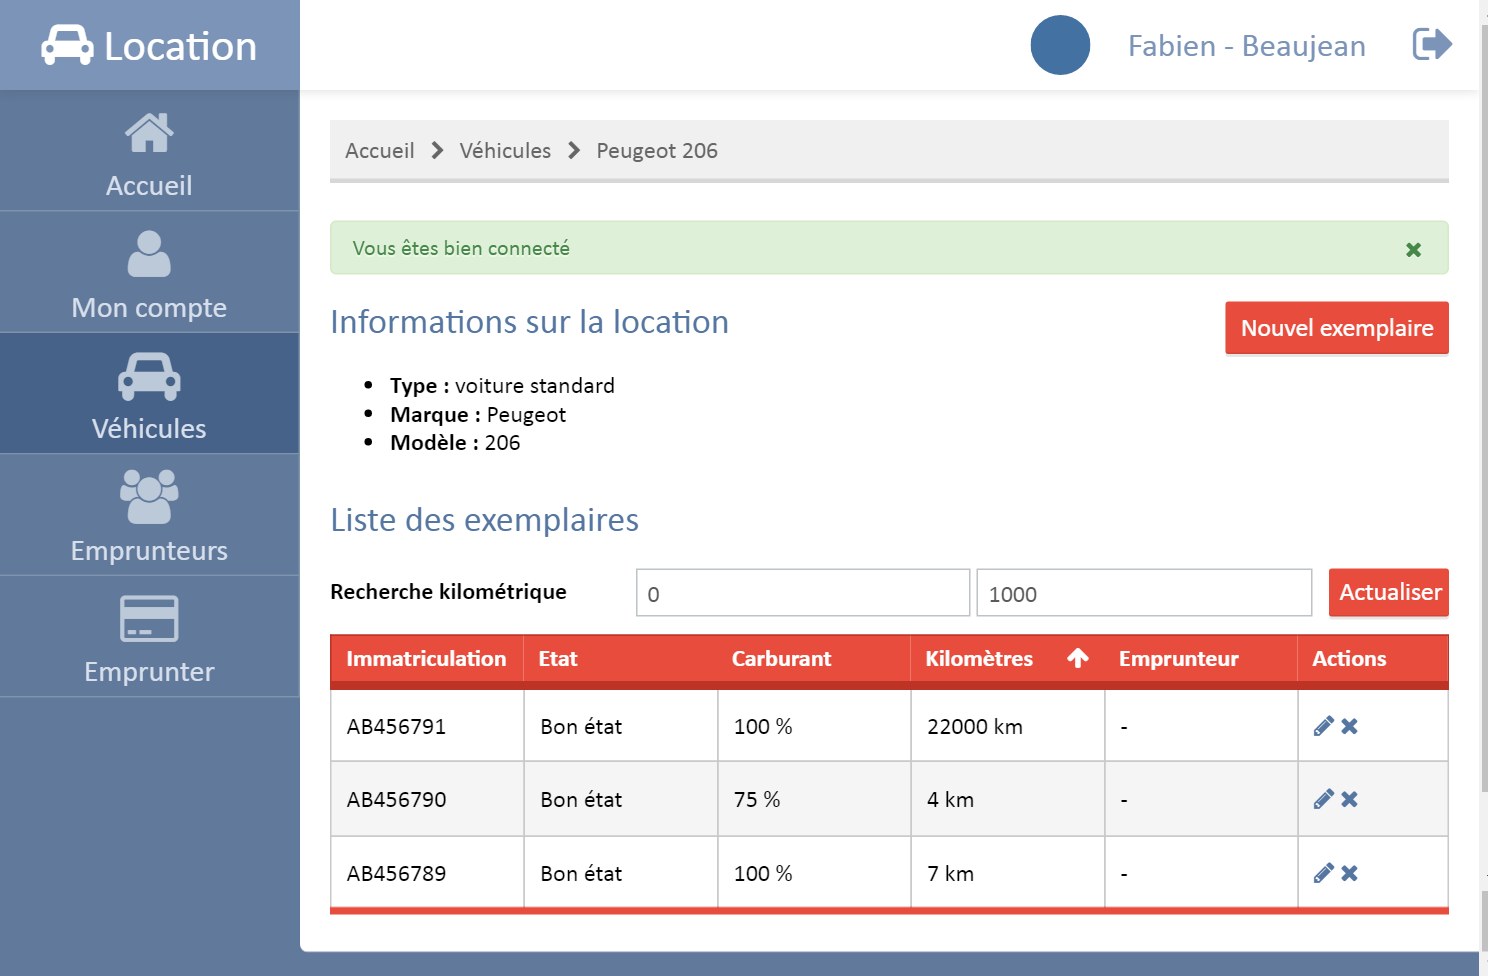 Location
Fabien - Beaujean
Accueil
Mon compte
Véhicules
Emprunteurs
Emprunter
Accueil Véhicules Peugeot 206
Vous êtes bien connecté
Informations sur la location
Nouvel exemplaire
Type : voiture standard
Marque : Peugeot
Modèle : 206
Liste des exemplaires
Recherche kilométrique 0 1000 Actualiser
Immatriculation Etat Carburant Kilomètres Emprunteur Actions
AB456791 Bon état 100 % 22000 km -
AB456790 Bon état 75 % 4 km -
AB456789 Bon état 100 % 7 km -